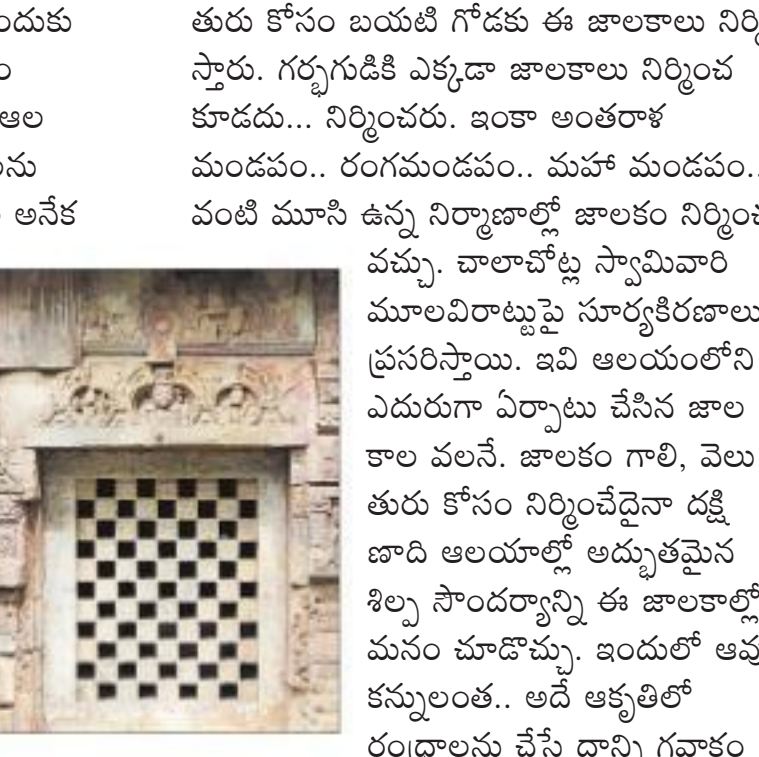 ందుకు
ం
ఆల
ను
అనేక
తురు కోసం బయటి గోడకు ఈ జాలకాలు
స్తారు. గర్భగుడికి ఎక్కడా జాలకాలు నిర్మించ
కూడదు... నిర్మించరు. ఇంకా అంతరాళ
మండపం.. రంగమండపం.. మహా మండపం..
వంటి మూసి ఉన్న నిర్మాణాల్లో జాలకం
వచ్చు. చాలాచోట్ల స్వామివారి
మూలవిరాట్టుపై సూర్యకిరణాలు
ప్రసరిస్తాయి. ఇవి ఆలయంలోని
ఎదురుగా ఏర్పాటు చేసిన జాల
కాల వలనే. జాలకం గాలి, వెలు
తురు కోసం నిర్మించేదైనా దక్షి
ణాది ఆలయాల్లో అద్భుతమైన
శిల్ప సౌందర్యాన్ని ఈ జాలకాల్లో
మనం చూడొచ్చు. ఇందులో ఆవు
కన్నులంత.. అదే ఆకృతిలో
రంధ్రాలను చేసే దాన్ని గవాక్షం